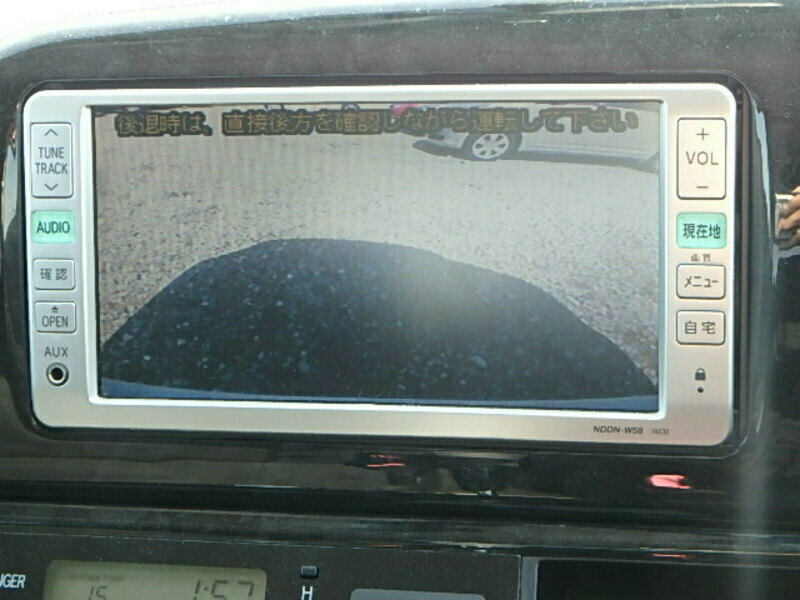 後退時は、直接後方を確認しながら運転して下さい
TUNE
TRACK
AUDIO
確認
OPEN
AUX
+
VOL
-
現在地
画質
メニュー
自宅
NDDN-W58
OUTSIDE TEMP
15
1:57
H